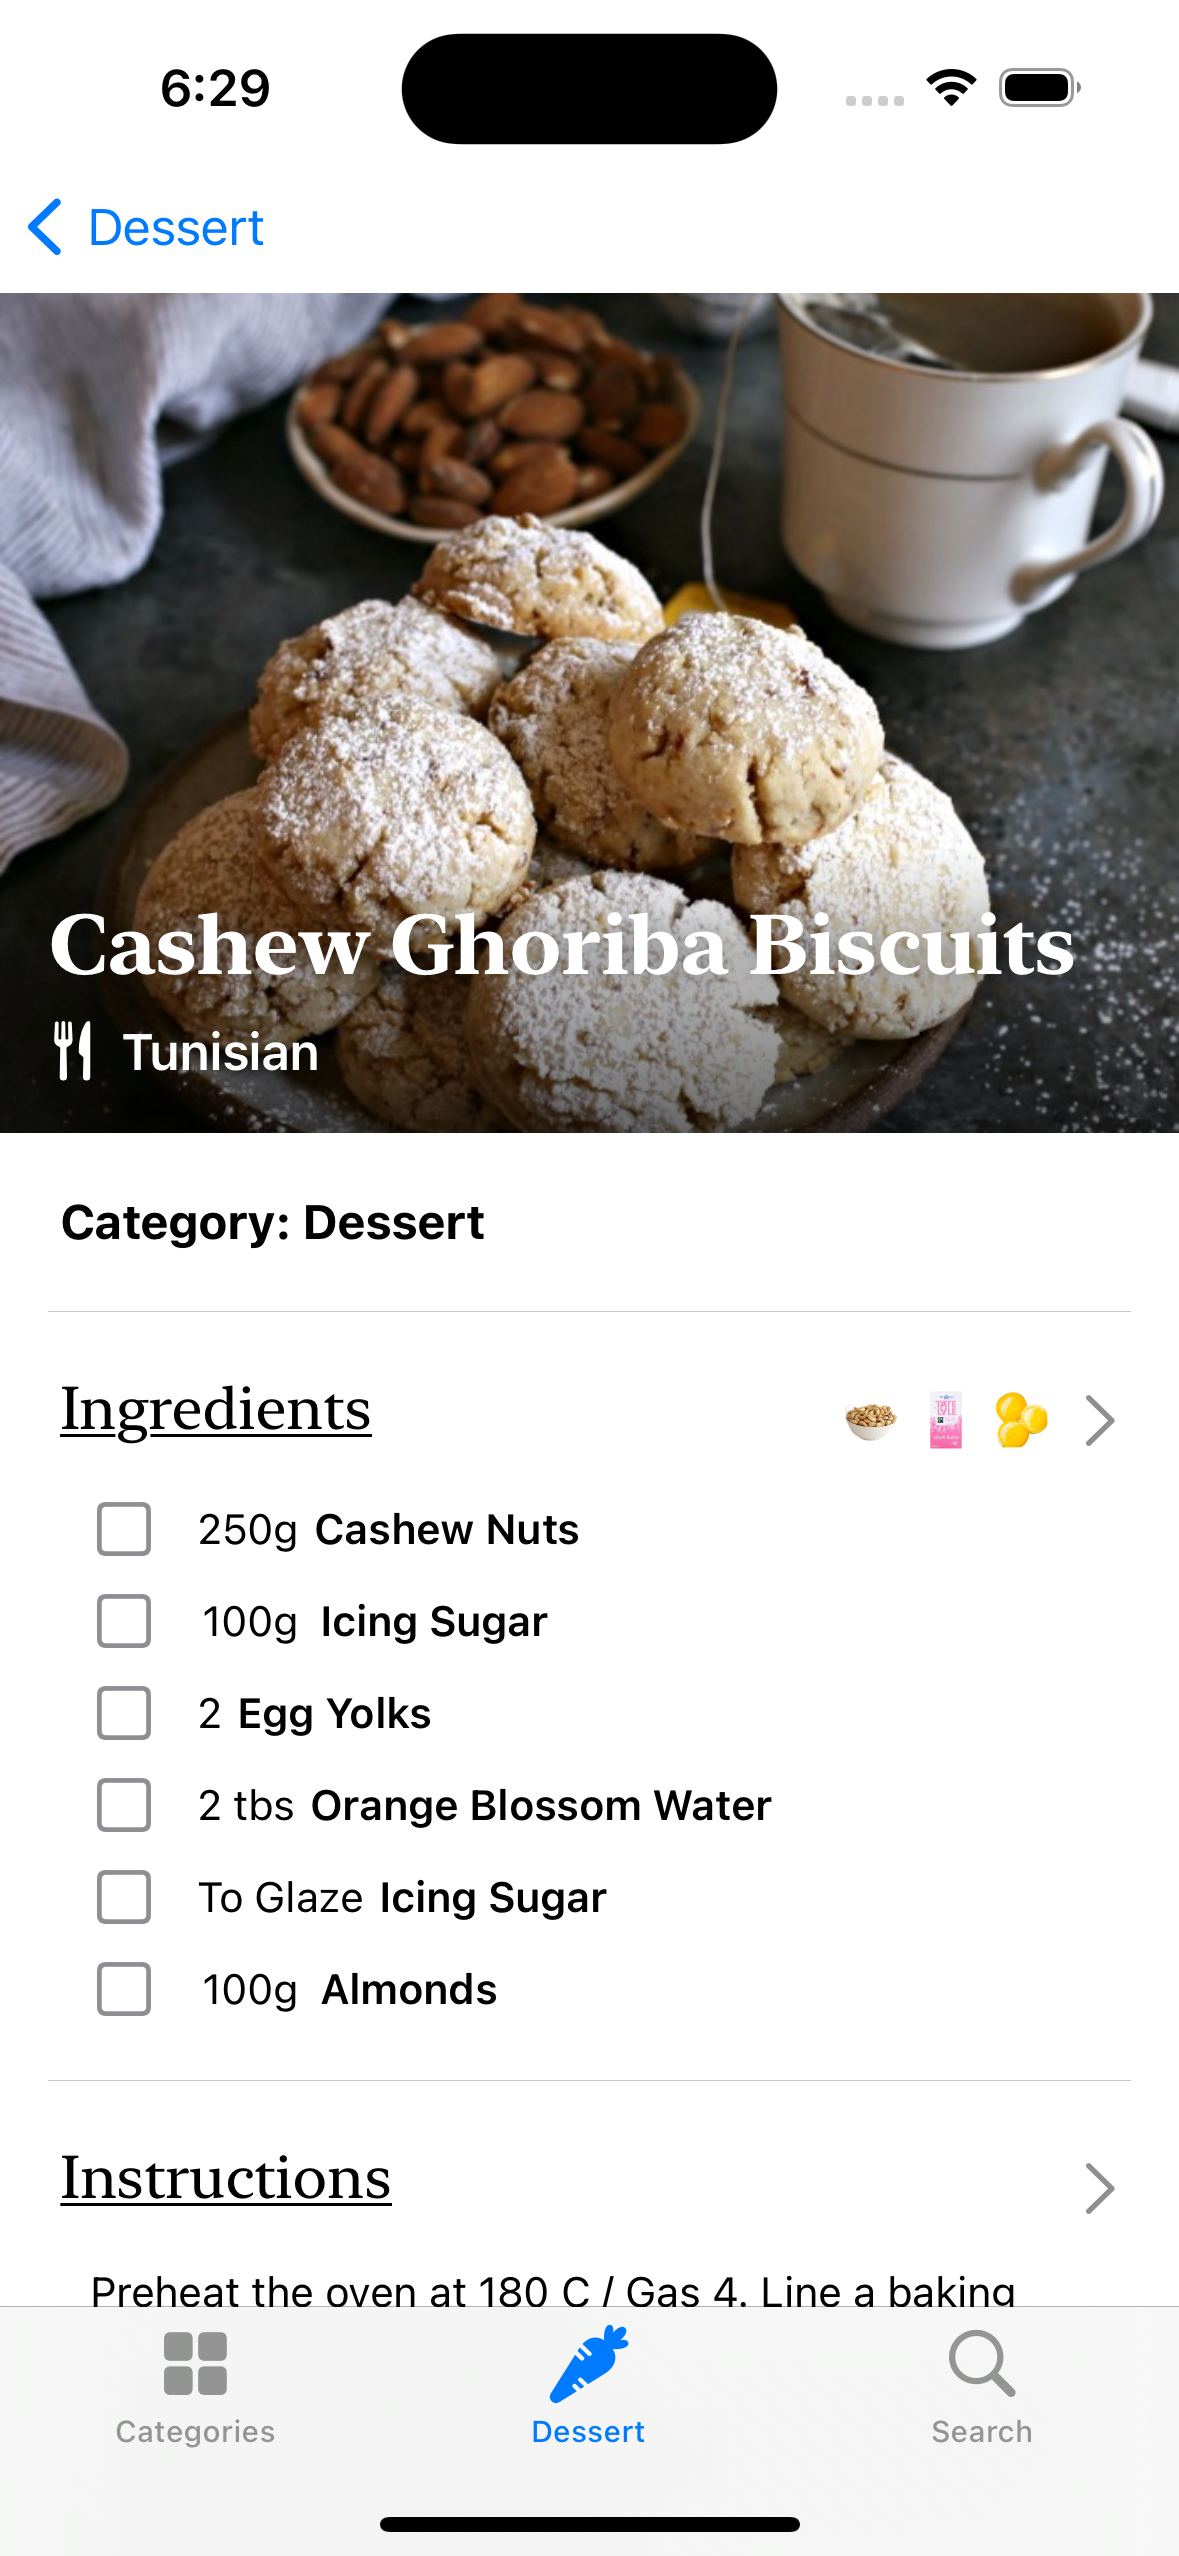 6:29
Dessert
Cashew Ghoriba Biscuits
Tunisian
Category: Dessert
Ingredients
TATE
LYLE
250g Cashew Nuts
100g Icing Sugar
2 Egg Yolks
2 tbs Orange Blossom Water
To Glaze Icing Sugar
100g Almonds
Instructions
Preheat the oven at 180 C / Gas 4. Line a baking
Categories
Dessert
Search